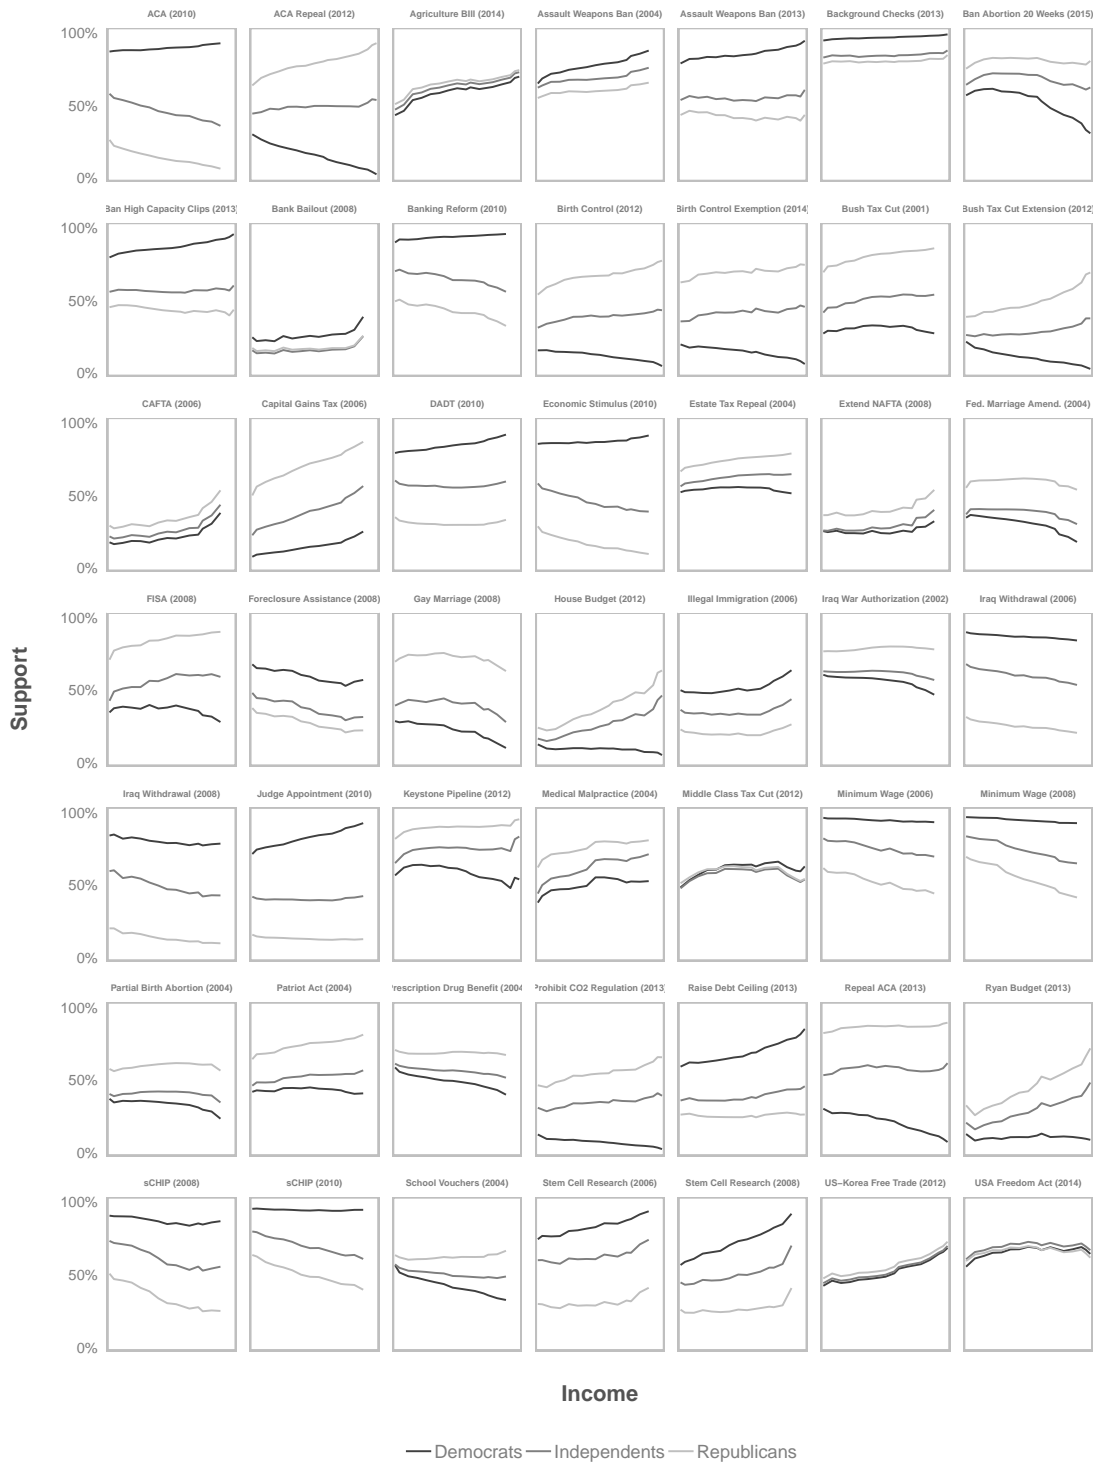 ACA (2010) ACA Repeal (2012) Agriculture BIll (2014) Assault Weapons Ban (2004) Assault Weapons Ban (2013) Background Checks (2013) Ban Abortion 20 Weeks (2015)
100%
50%
0%
Ban High Capacity Clips (2013) Bank Bailout (2008) Banking Reform (2010) Birth Control (2012) Birth Control Exemption (2014) Bush Tax Cut (2001) Bush Tax Cut Extension (2012)
100%
50%
0%
CAFTA (2006) Capital Gains Tax (2006) DADT (2010) Economic Stimulus (2010) Estate Tax Repeal (2004) Extend NAFTA (2008) Fed. Marriage Amend. (2004)
100%
50%
0%
FISA (2008) Foreclosure Assistance (2008) Gay Marriage (2008) House Budget (2012) Illegal Immigration (2006) Iraq War Authorization (2002) Iraq Withdrawal (2006)
100%
50%
0%
Support
Iraq Withdrawal (2008) Judge Appointment (2010) Keystone Pipeline (2012) Medical Malpractice (2004) Middle Class Tax Cut (2012) Minimum Wage (2006) Minimum Wage (2008)
100%
50%
0%
Partial Birth Abortion (2004) Patriot Act (2004) rescription Drug Benefit (2004 Prohibit CO2 Regulation (2013) Raise Debt Ceiling (2013) Repeal ACA (2013) Ryan Budget (2013)
100%
50%
0%
sCHIP (2008) sCHIP (2010) School Vouchers (2004) Stem Cell Research (2006) Stem Cell Research (2008) US−Korea Free Trade (2012) USA Freedom Act (2014)
100%
50%
0%
Income
Democrats Independents Republicans